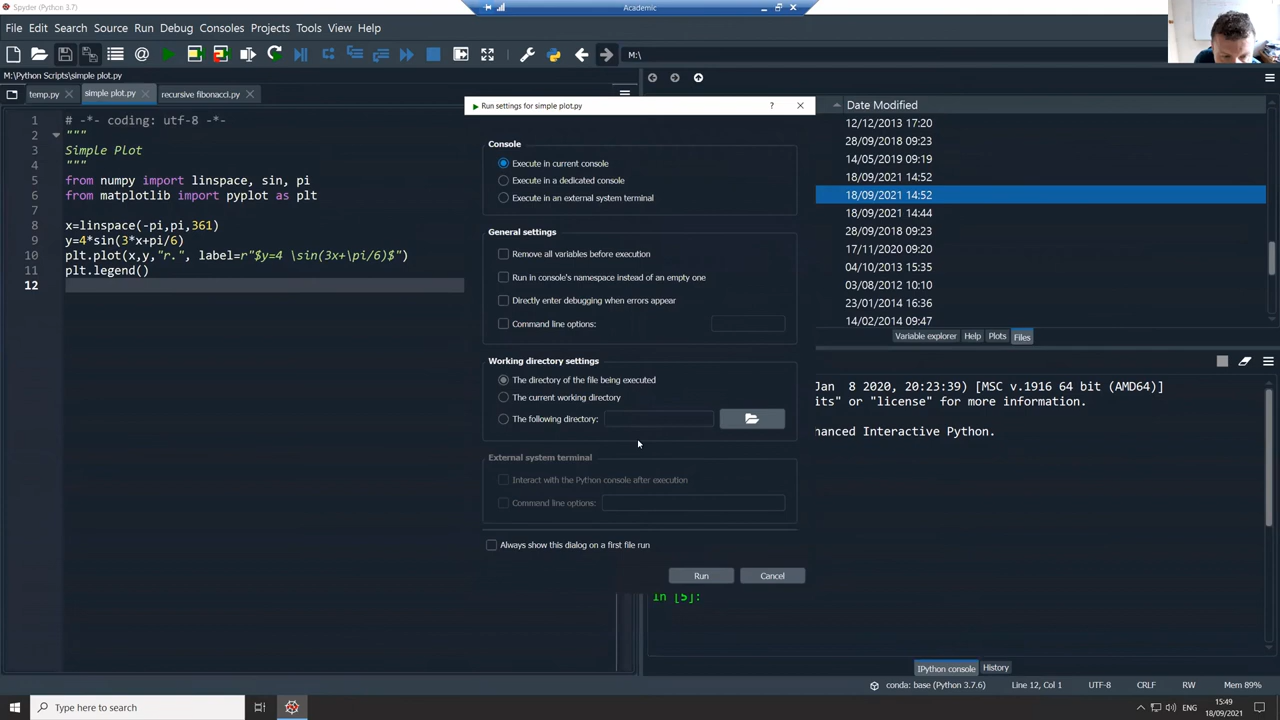 Spyder (Python 3.7)
Academic
File Edit Search Source Run Debug Consoles Projects Tools View Help
M:\
M:\Python Scripts\simple plot.py
temp.py simple plot.py recursive fibonacci.py
1 # -*- coding: utf-8 -*-
2 """
3 Simple Plot
4 """
5 from numpy import linspace, sin, pi
6 from matplotlib import pyplot as plt
7
8 x=linspace(-pi,pi,361)
9 y=4*sin(3*x+pi/6)
10 plt.plot(x,y,"r.", label=r"$y=4 \sin(3x+\pi/6)$")
11 plt.legend()
12
Run settings for simple plot.py
Console
Execute in current console
Execute in a dedicated console
Execute in an external system terminal
General settings
Remove all variables before execution
Run in console's namespace instead of an empty one
Directly enter debugging when errors appear
Command line options:
Working directory settings
The directory of the file being executed
The current working directory
The following directory:
External system terminal
Interact with the Python console after execution
Command line options:
Always show this dialog on a first file run
Run Cancel
Date Modified
12/12/2013 17:20
28/09/2018 09:23
14/05/2019 09:19
18/09/2021 14:52
18/09/2021 14:52
18/09/2021 14:44
28/09/2018 09:23
17/11/2020 09:20
04/10/2013 15:35
03/08/2012 10:10
23/01/2014 16:36
14/02/2014 09:47
Variable explorer Help Plots Files
Jan 8 2020, 20:23:39) [MSC v.1916 64 bit (AMD64)]
its" or "license" for more information.
hanced Interactive Python.
In [5]:
IPython console History
conda: base (Python 3.7.6) Line 12, Col 1 UTF-8 CRLF RW Mem 89%
Type here to search
ENG
15:49
18/09/2021